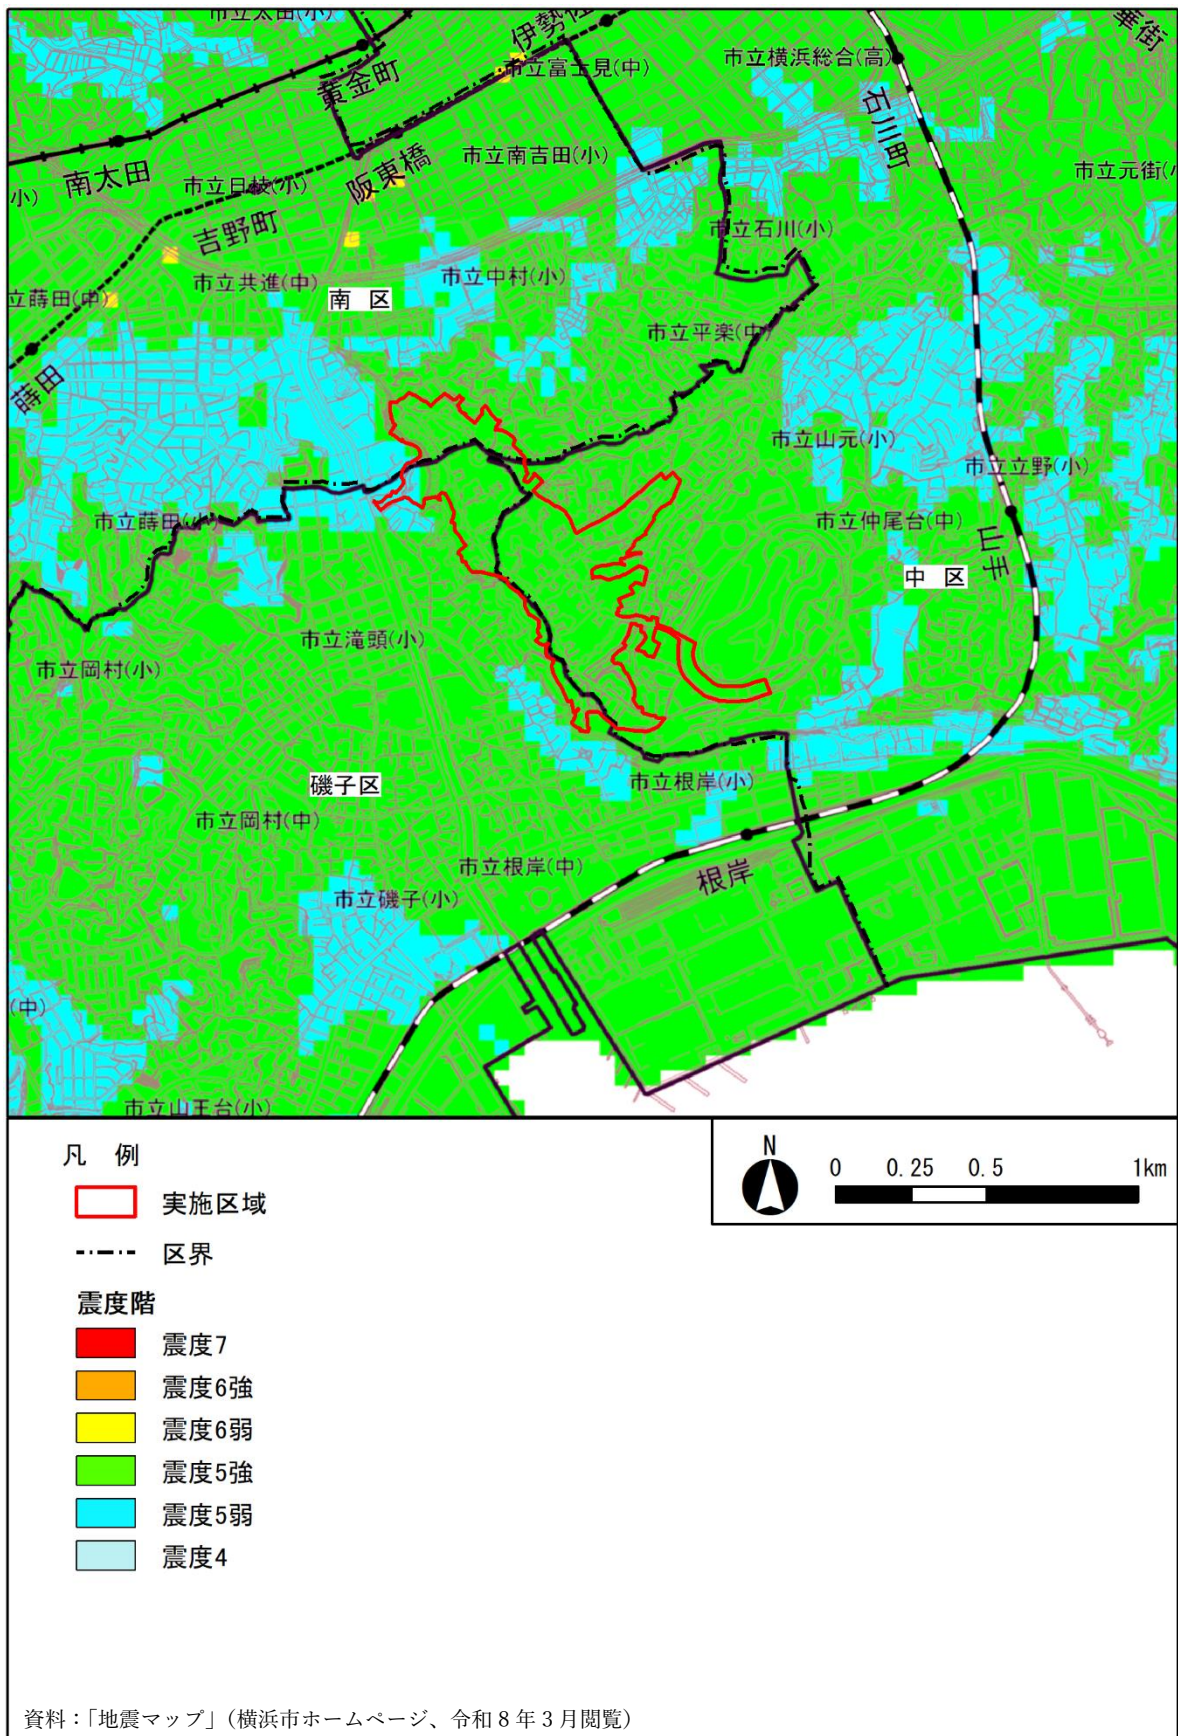 市立太田(小)
伊勢佐
華街
市立富士見(中)
市立横浜総合(高)
黄金町
石川町
南太田
市立日枝(小)
阪東橋
市立南吉田(小)
市立元街(小
小)
吉野町
市立石川(小)
市立共進(中)
市立中村(小)
立蒔田(中)
南 区
市立平楽(中)
蒔田
市立山元(小)
市立立野(小)
市立蒔田(小)
市立仲尾台(中)
山手
中 区
市立滝頭(小)
市立岡村(小)
磯子区
市立根岸(小)
市立岡村(中)
市立根岸(中)
根岸
市立磯子(小)
(中)
市立山王台(小)
凡 例
実施区域
区界
震度階
震度7
震度6強
震度6弱
震度5強
震度5弱
震度4
N
0 0.25 0.5 1km
資料：「地震マップ」（横浜市ホームページ、令和8年3月閲覧）